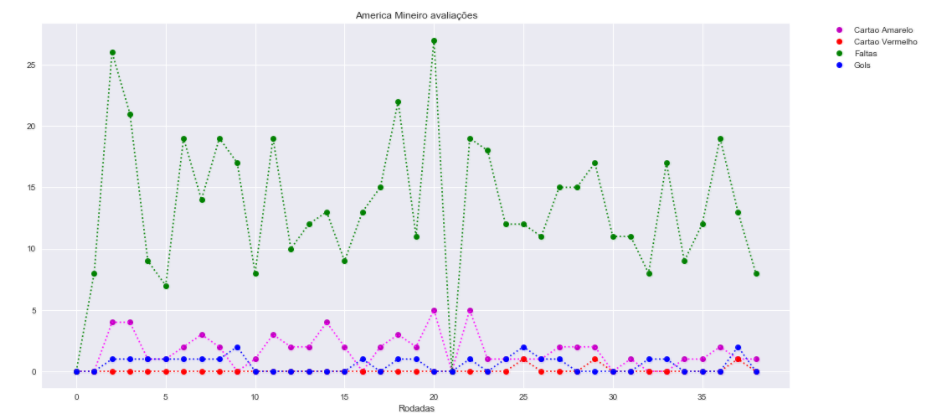 America Mineiro avaliações
Cartao Amarelo
Cartao Vermelho
Faltas
Gols
25
20
15
10
5
0
0 5 10 15 20 25 30 35
Rodadas